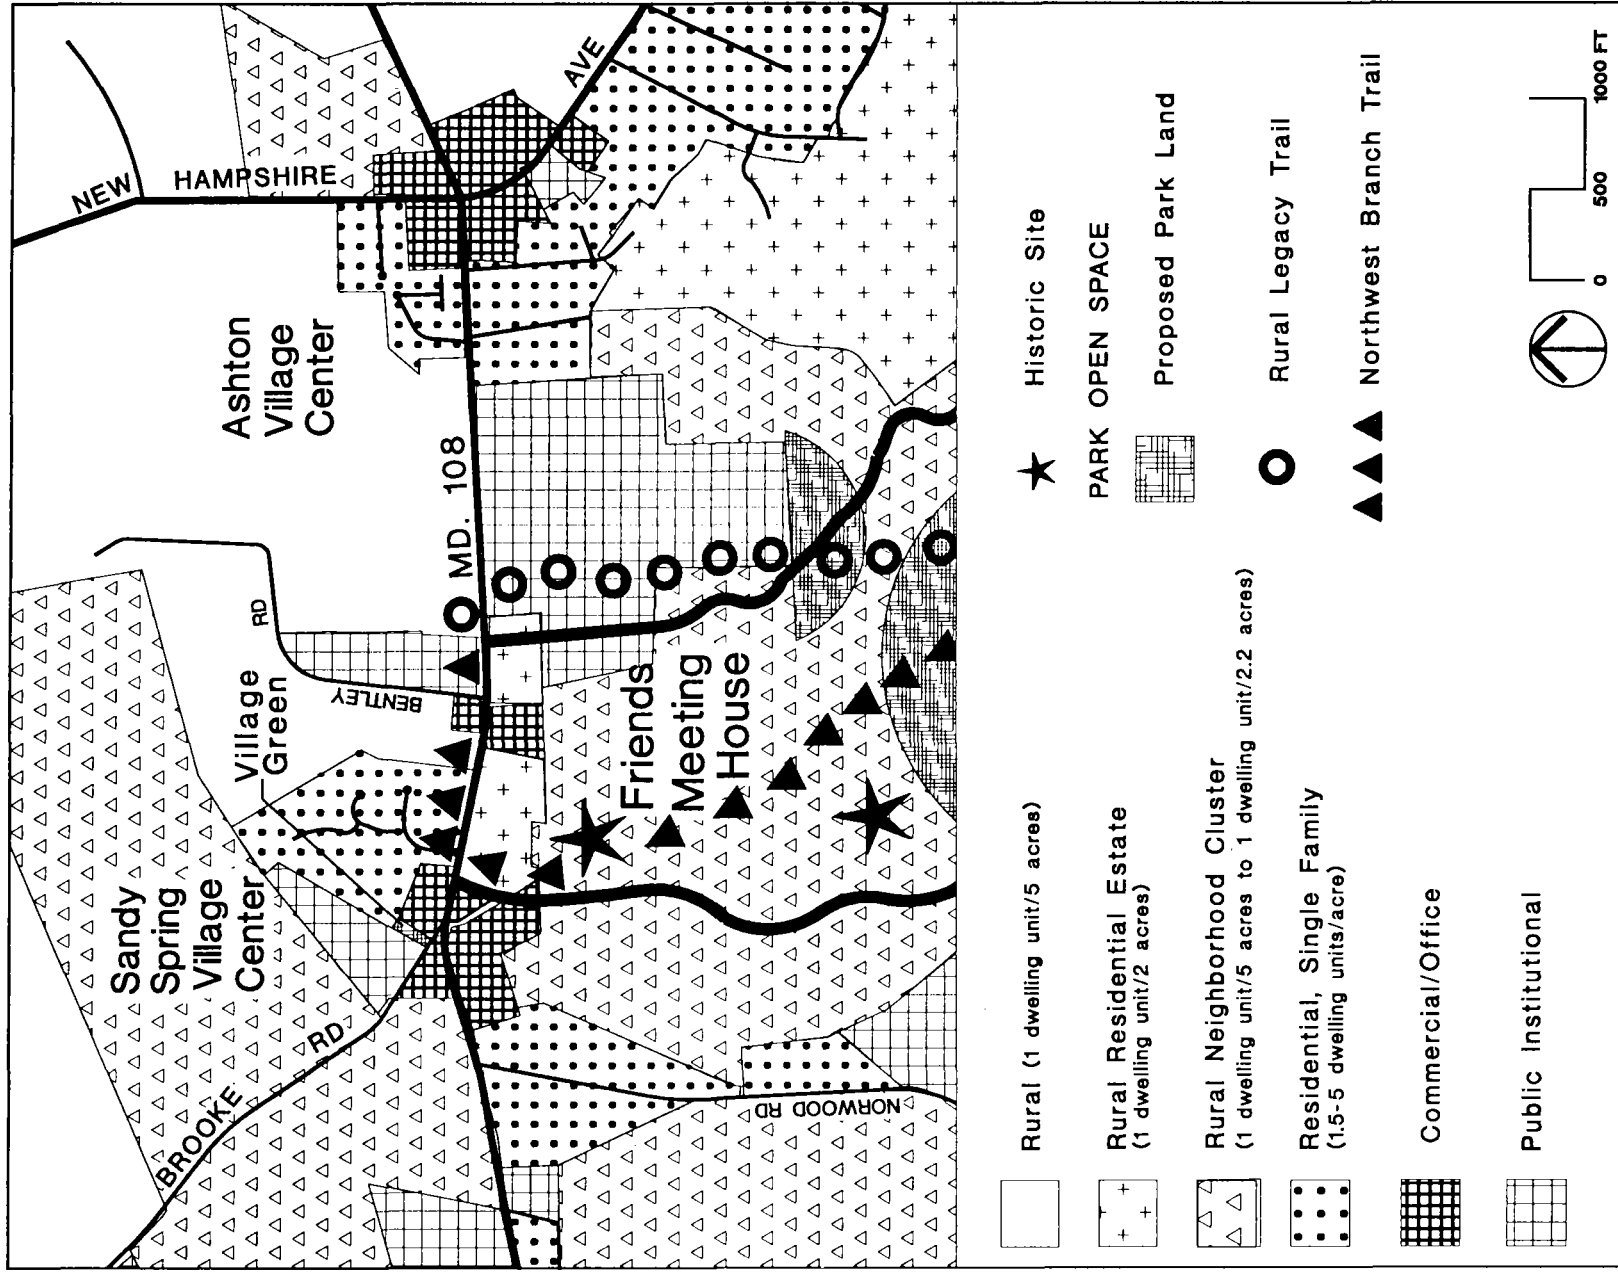 NEW
HAMPSHIRE
AVE
Ashton
Village
Center
MD. 108
RD
BENTLEY
Village
Green
Sandy
Spring
Village
Center
BROOKE
RD
Friends
Meeting
House
NORWOOD RD
Rural (1 dwelling unit/5 acres)
Rural Residential Estate
(1 dwelling unit/2 acres)
Rural Neighborhood Cluster
(1 dwelling unit/5 acres to 1 dwelling unit/2.2 acres)
Residential, Single Family
(1.5-5 dwelling units/acre)
Commercial/Office
Public Institutional
Historic Site
PARK OPEN SPACE
Proposed Park Land
Rural Legacy Trail
Northwest Branch Trail
0 500 1000 FT